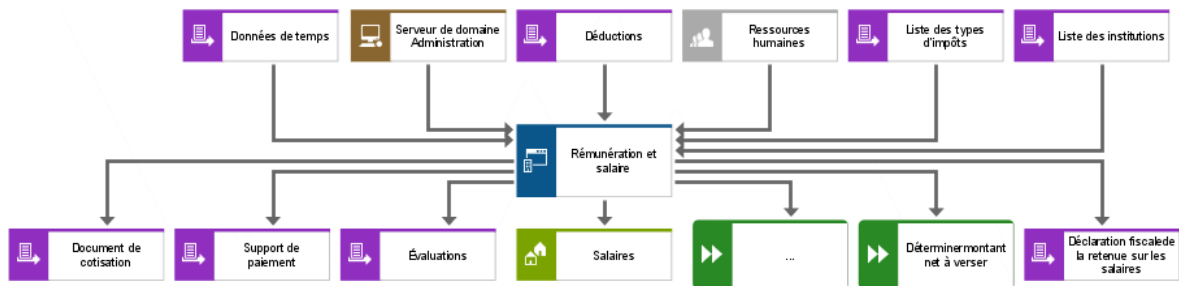 Données de temps
Serveur de domaine
Administration
Déductions
Ressources
humaines
Liste des types
d'impôts
Liste des institutions
Rémunération et
salaire
Document de
cotisation
Support de
paiement
Évaluations
Salaires
...
Déterminermontant
net à verser
Déclaration fiscalede
la retenue sur les
salaires